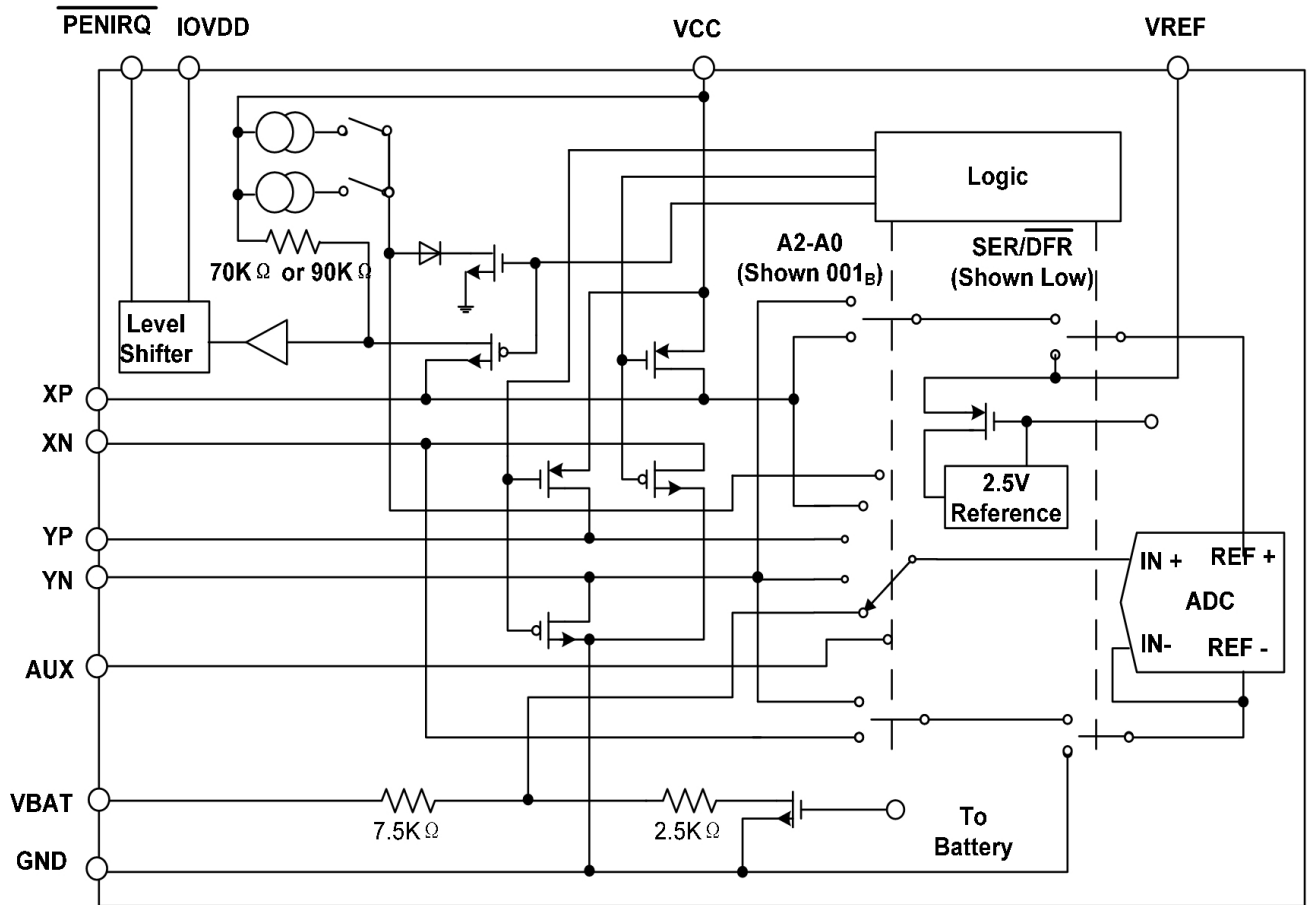 PENIRQ IOVDD VCC VREF
Logic
A2-A0
(Shown 001B)
SER/DFR
(Shown Low)
70KΩ or 90KΩ
Level
Shifter
XP
XN
2.5V
Reference
YP
YN
IN + REF +
ADC
IN- REF -
AUX
VBAT
7.5KΩ
2.5KΩ
To
Battery
GND